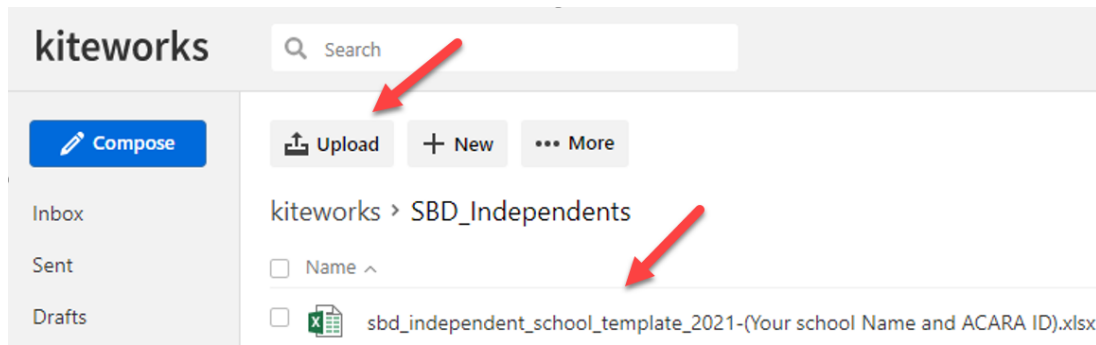 kiteworks
Search
Compose
Upload
New
More
Inbox
kiteworks > SBD_Independents
Sent
Name
Drafts
sbd_independent_school_template_2021-(Your school Name and ACARA ID).xlsx